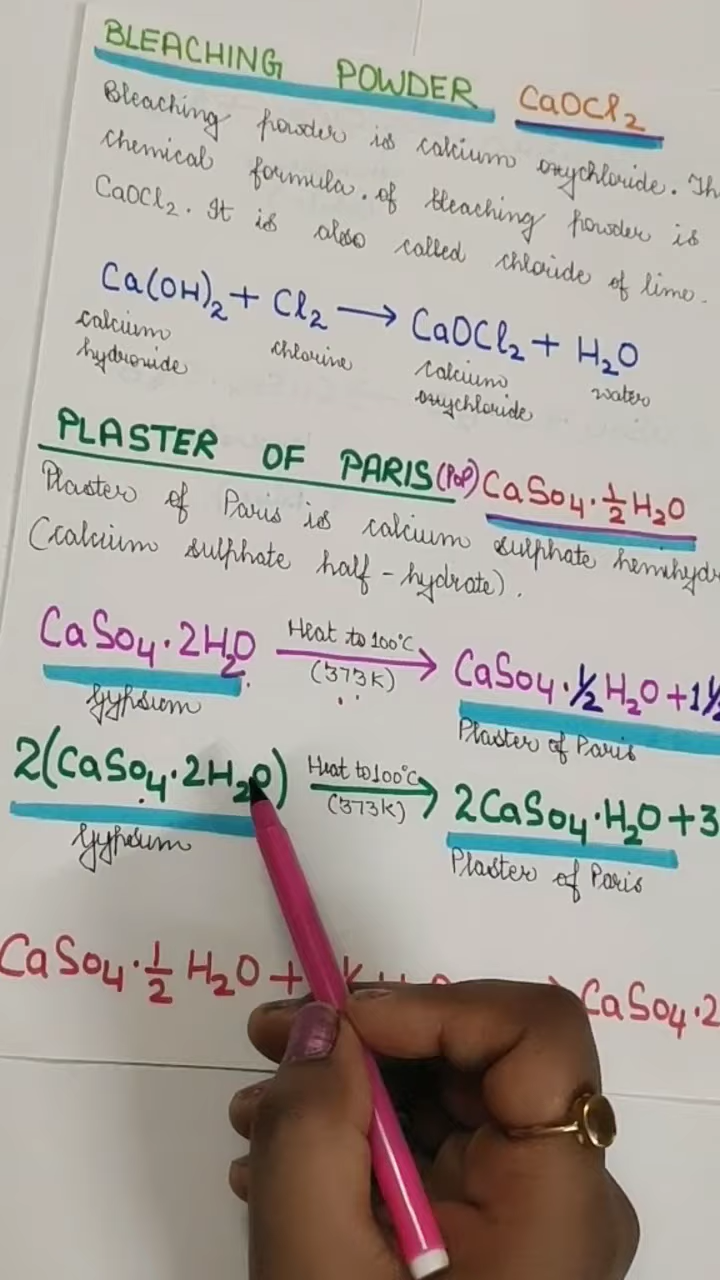 BLEACHING POWDER CaOCl₂
Bleaching powder is calcium oxychloride. Th
chemical formula. of bleaching powder is
CaOCl₂. It is also called chloride of lime.
Ca(OH)₂ + Cl₂ ⟶ CaOCl₂ + H₂O
calcium hydroxide chlorine calcium oxychloride water
PLASTER OF PARIS (POP) CaSo₄·½H₂O
Plaster of Paris is calcium sulphate hemihydr
(calcium sulphate half-hydrate).
Heat to 100°C
CaSo₄·2H₂O ⟶ CaSo₄·½H₂O + 1½
(373K)
Gypsum Plaster of Paris
Heat to 100°C
2(CaSo₄·2H₂O) ⟶ 2CaSo₄·H₂O + 3
(373K)
Gypsum Plaster of Paris
CaSo₄·½H₂O + CaSo₄·2